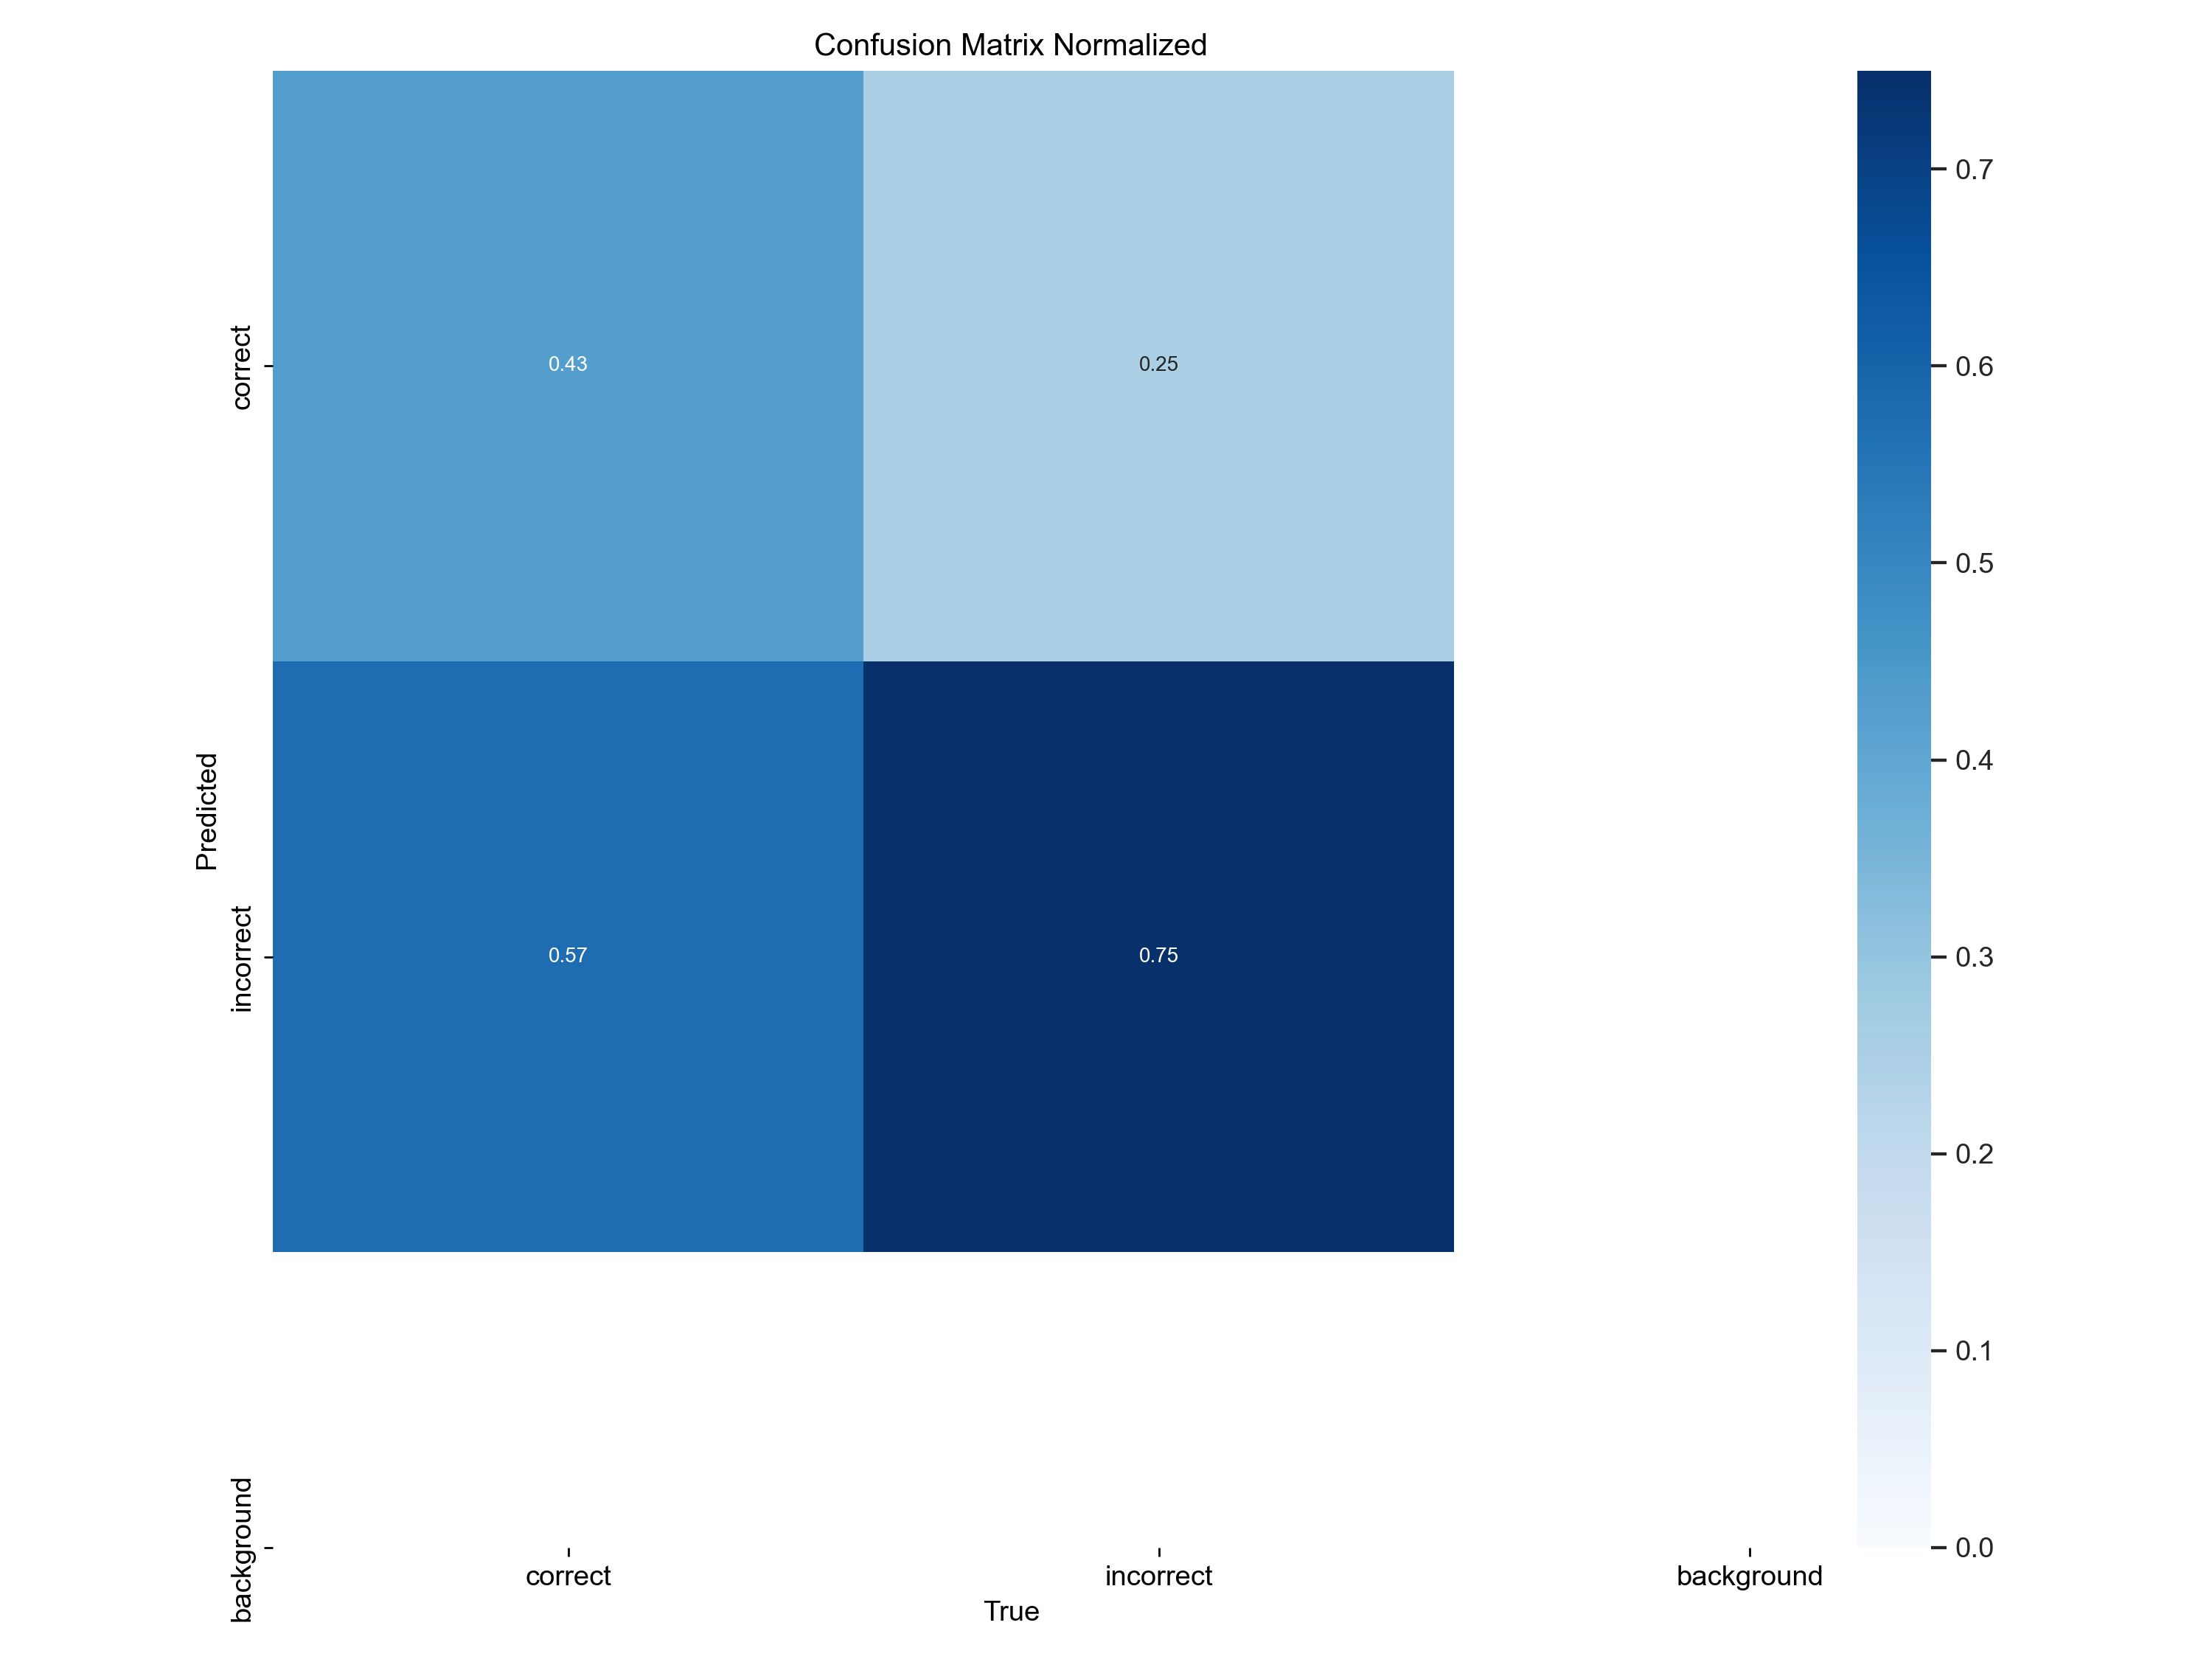 Confusion Matrix Normalized
Predicted
correct
0.43
0.25
incorrect
0.57
0.75
background
correct
incorrect
background
True
0.7
0.6
0.5
0.4
0.3
0.2
0.1
0.0